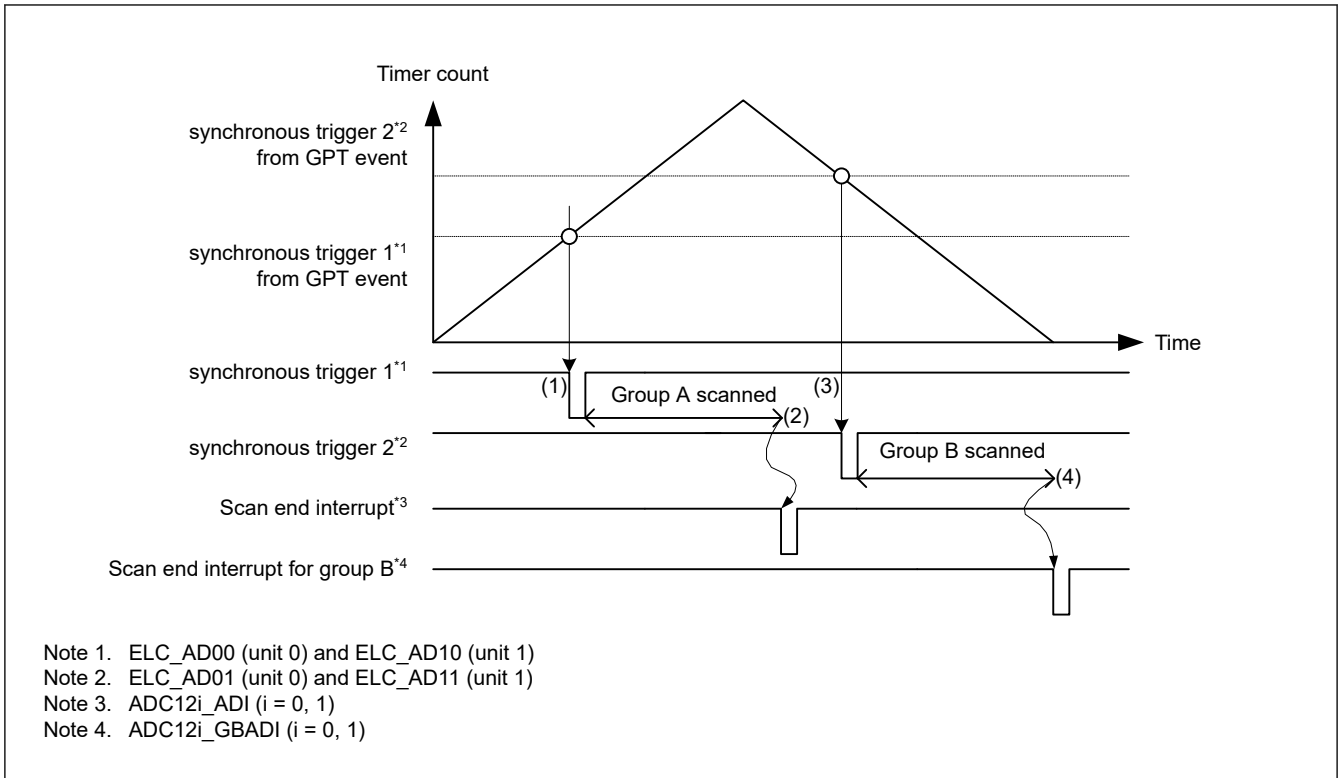 Timer count
synchronous trigger 2*2
from GPT event
synchronous trigger 1*1
from GPT event
Time
synchronous trigger 1*1
(1)
Group A scanned
(2)
(3)
synchronous trigger 2*2
Group B scanned
(4)
Scan end interrupt*3
Scan end interrupt for group B*4
Note 1. ELC_AD00 (unit 0) and ELC_AD10 (unit 1)
Note 2. ELC_AD01 (unit 0) and ELC_AD11 (unit 1)
Note 3. ADC12i_ADI (i = 0, 1)
Note 4. ADC12i_GBADI (i = 0, 1)